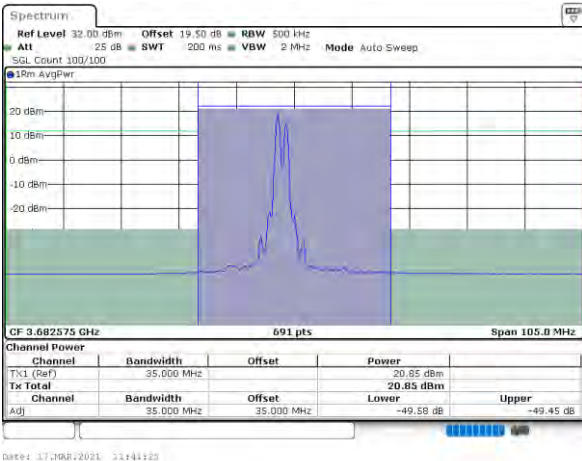 Spectrum
Ref Level 32.00 dBm Offset 19.50 dB RBW 500 kHz
Att 25 dB SWT 200 ms VBW 2 MHz Mode Auto Sweep
SGL Count 100/100
1Rm AvgPwr
20 dBm
10 dBm
0 dBm
-10 dBm
-20 dBm
CF 3.682575 GHz 691 pts Span 105.0 MHz
Channel Power
Channel Bandwidth Offset Power
TX1 (Ref) 35.000 MHz 20.85 dBm
Tx Total 20.85 dBm
Channel Bandwidth Offset Lower Upper
Adj 35.000 MHz 35.000 MHz -49.58 dB -49.45 dB
Date: 17.MAR.2021 11:41:25